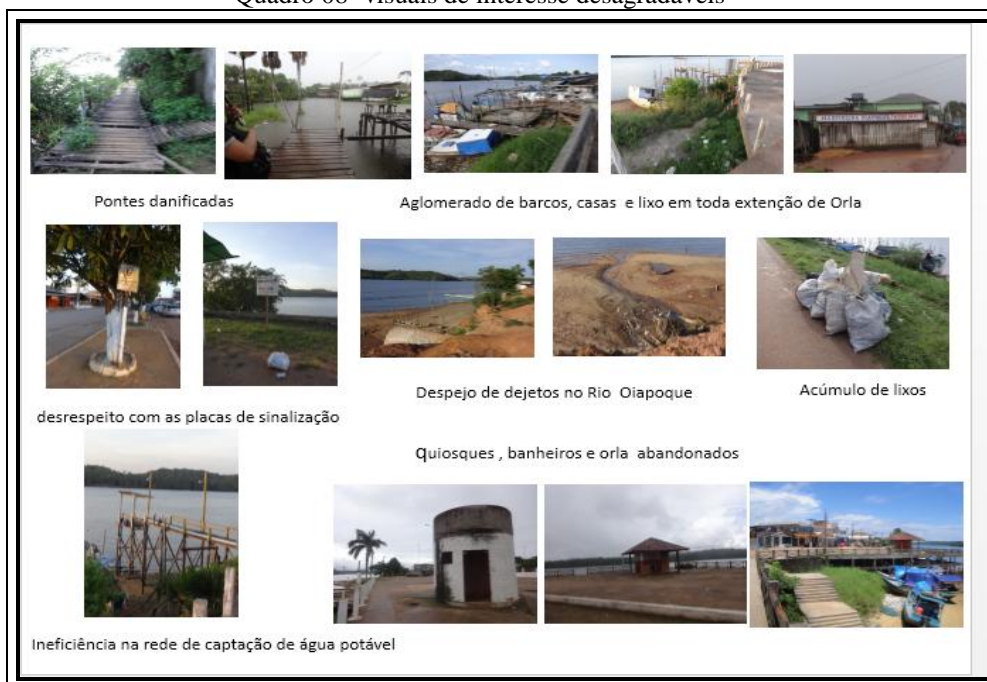 Quadro 08- visuais de interesse desagradáveis
Pontes danificadas
Aglomerado de barcos, casas e lixo em toda extenção de Orla
desrespeito com as placas de sinalização
Despejo de dejetos no Rio Oiapoque
Acúmulo de lixos
quiosques , banheiros e orla abandonados
Ineficiência na rede de captação de água potável